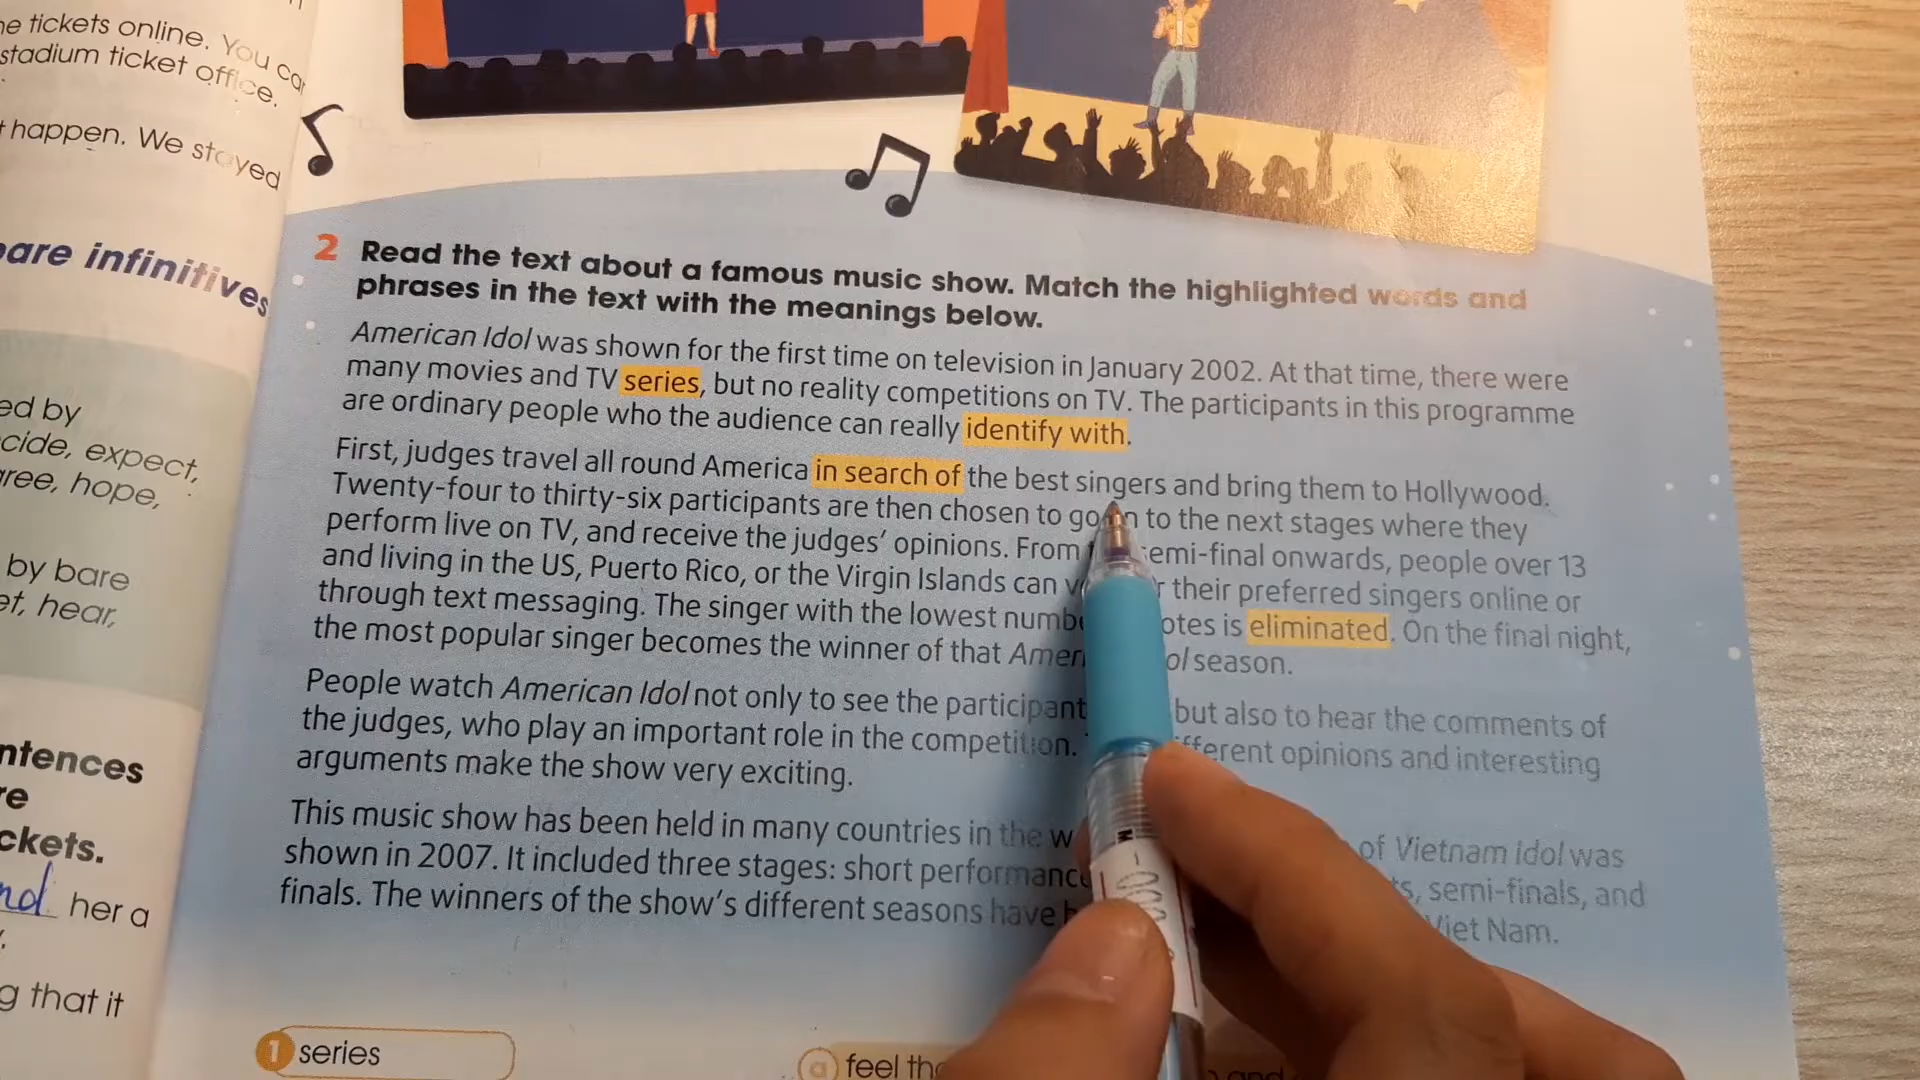 he tickets online. You can
stadium ticket office.
t happen. We stayed
bare infinitives
ed by
cide, expect,
ree, hope,
by bare
et, hear,
ntences
re
ckets.
nd her a
g that it
2 Read the text about a famous music show. Match the highlighted words and
phrases in the text with the meanings below.
American Idol was shown for the first time on television in January 2002. At that time, there were
many movies and TV series, but no reality competitions on TV. The participants in this programme
are ordinary people who the audience can really identify with.
First, judges travel all round America in search of the best singers and bring them to Hollywood.
Twenty-four to thirty-six participants are then chosen to go on to the next stages where they
perform live on TV, and receive the judges' opinions. From semi-final onwards, people over 13
and living in the US, Puerto Rico, or the Virgin Islands can their preferred singers online or
through text messaging. The singer with the lowest votes is eliminated. On the final night,
the most popular singer becomes the winner of that American Idol season.
People watch American Idol not only to see the participant but also to hear the comments of
the judges, who play an important role in the competition. different opinions and interesting
arguments make the show very exciting.
This music show has been held in many countries in the of Vietnam Idol was
shown in 2007. It included three stages: short performance semi-finals, and
finals. The winners of the show's different seasons have Viet Nam.
1 series
a feel
and